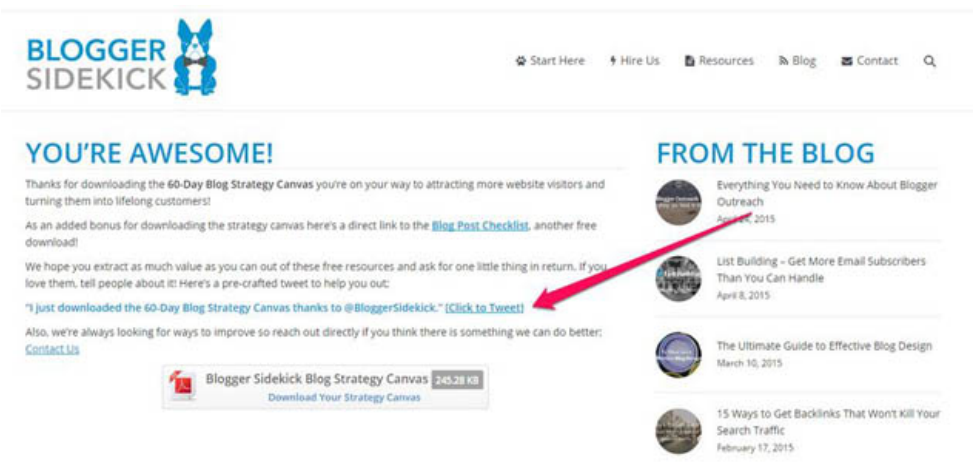 BLOGGER
SIDEKICK
Start Here
Hire Us
Resources
Blog
Contact
YOU'RE AWESOME!
Thanks for downloading the 60-Day Blog Strategy Canvas you're on your way to attracting more website visitors and
turning them into lifelong customers!
As an added bonus for downloading the strategy canvas here's a direct link to the Blog Post Checklist, another free
download!
We hope you extract as much value as you can out of these free resources and ask for one little thing in return. If you
love them, tell people about it! Here's a pre-crafted tweet to help you out:
"I just downloaded the 60-Day Blog Strategy Canvas thanks to @BloggerSidekick." [Click to Tweet]
Also, we're always looking for ways to improve so reach out directly if you think there is something we can do better:
Contact Us
Blogger Sidekick Blog Strategy Canvas 245.28 KB
Download Your Strategy Canvas
FROM THE BLOG
Everything You Need to Know About Blogger
Outreach
April 24, 2015
List Building – Get More Email Subscribers
Than You Can Handle
April 8, 2015
The Ultimate Guide to Effective Blog Design
March 10, 2015
15 Ways to Get Backlinks That Won't Kill Your
Search Traffic
February 17, 2015